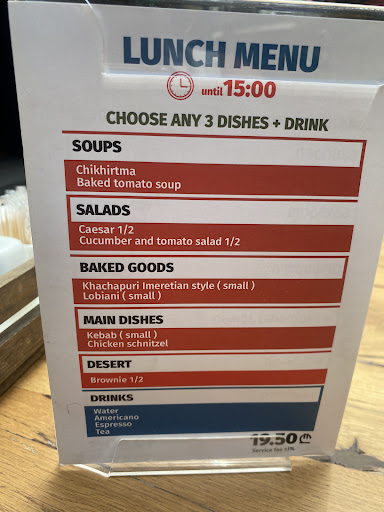 LUNCH MENU
until 15:00
CHOOSE ANY 3 DISHES + DRINK
SOUPS
Chikhirtma
Baked tomato soup
SALADS
Caesar 1/2
Cucumber and tomato salad 1/2
BAKED GOODS
Khachapuri Imeretian style ( small )
Lobiani ( small )
MAIN DISHES
Kebab ( small )
Chicken schnitzel
DESERT
Brownie 1/2
DRINKS
Water
Americano
Espresso
Tea
19.50 ₾
Service fee